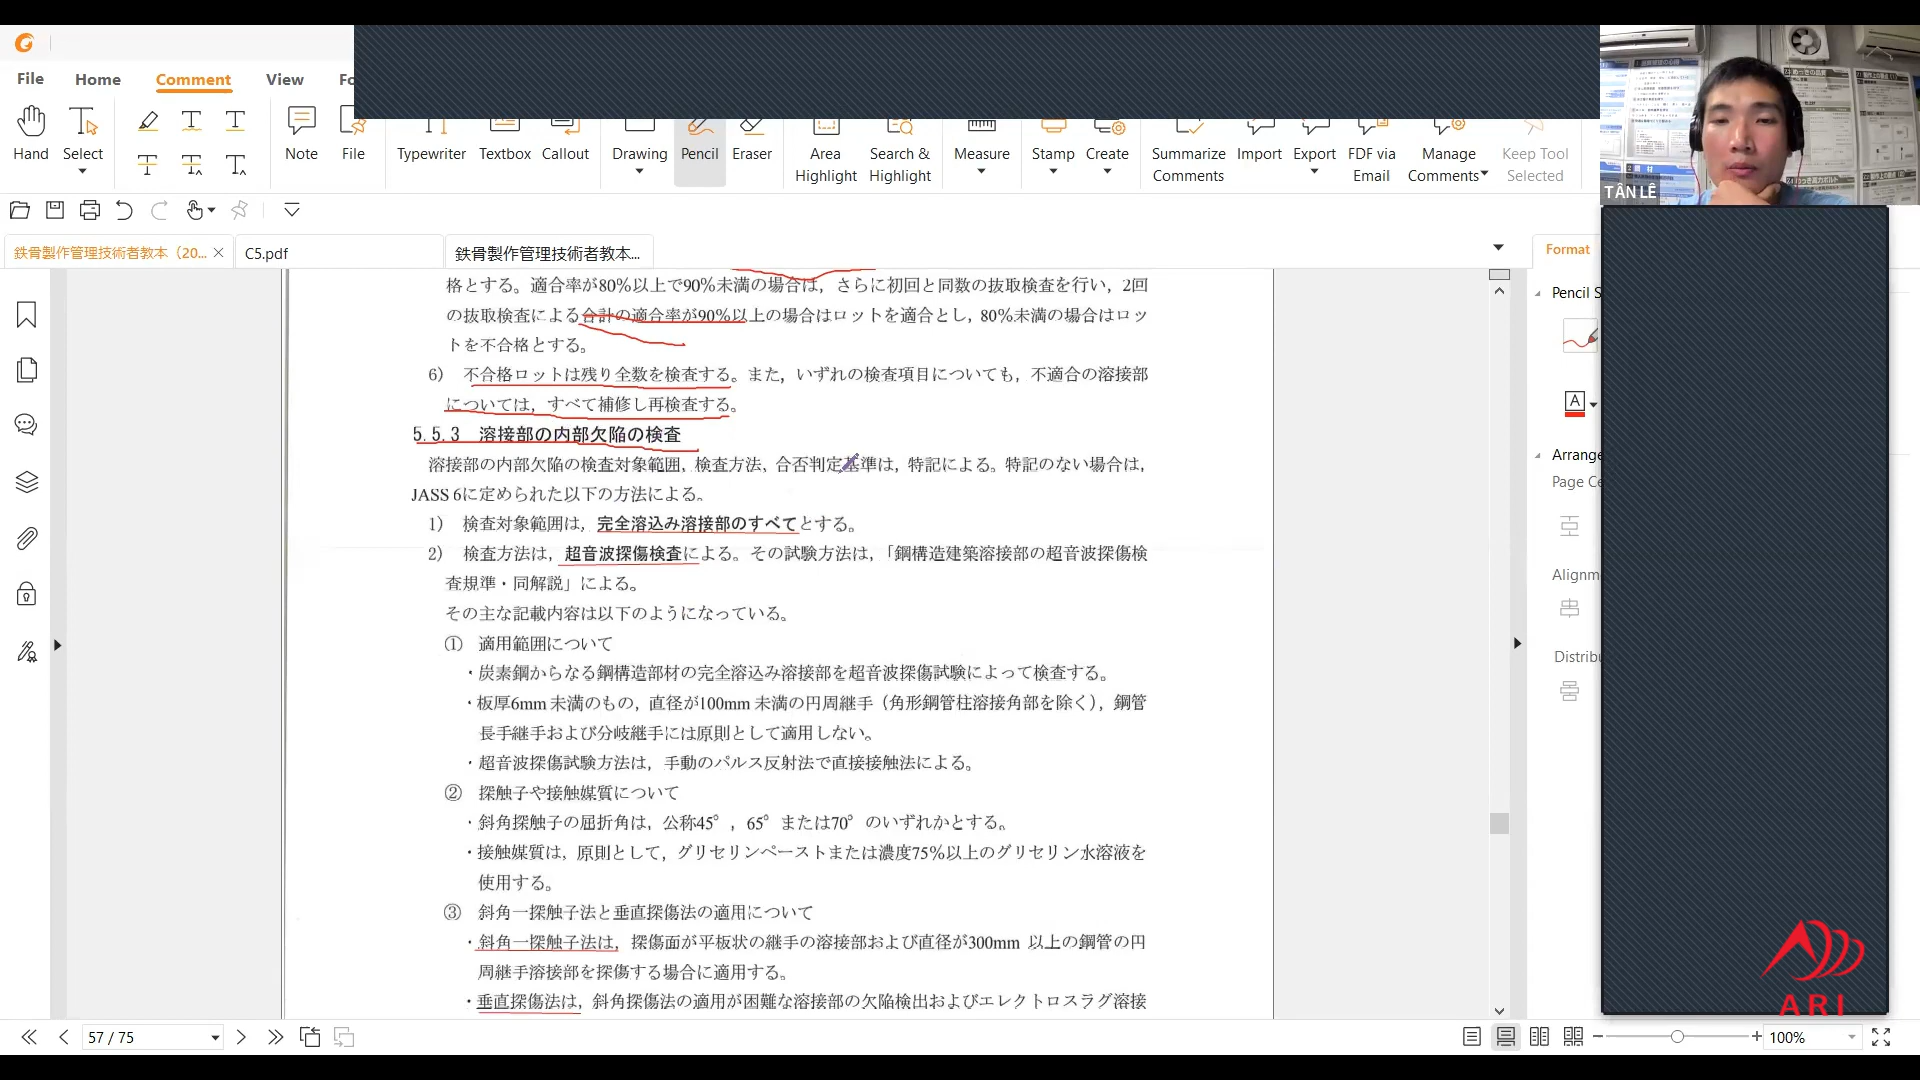 File Home Comment View Fo
Hand Select Note File Typewriter Textbox Callout Drawing Pencil Eraser Area Highlight Search & Highlight Measure Stamp Create Summarize Comments Import Export FDF via Email Manage Comments Keep Tool Selected
TÂN LÊ
鉄骨製作管理技術者教本（20... C5.pdf 鉄骨製作管理技術者教本...
Format
Pencil S
A
Arrange
Page Ce
Alignm
Distribu
格とする。適合率が80%以上で90%未満の場合は，さらに初回と同数の抜取検査を行い，2回
の抜取検査による合計の適合率が90%以上の場合はロットを適合とし，80%未満の場合はロッ
トを不合格とする。
6） 不合格ロットは残り全数を検査する。また，いずれの検査項目についても，不適合の溶接部
については，すべて補修し再検査する。
5.5.3 溶接部の内部欠陥の検査
溶接部の内部欠陥の検査対象範囲，検査方法，合否判定基準は，特記による。特記のない場合は，
JASS 6に定められた以下の方法による。
1） 検査対象範囲は，完全溶込み溶接部のすべてとする。
2） 検査方法は，超音波探傷検査による。その試験方法は，「鋼構造建築溶接部の超音波探傷検
査規準・同解説」による。
その主な記載内容は以下のようになっている。
① 適用範囲について
・炭素鋼からなる鋼構造部材の完全溶込み溶接部を超音波探傷試験によって検査する。
・板厚6mm 未満のもの，直径が100mm 未満の円周継手（角形鋼管柱溶接角部を除く），鋼管
長手継手および分岐継手には原則として適用しない。
・超音波探傷試験方法は，手動のパルス反射法で直接接触法による。
② 探触子や接触媒質について
・斜角探触子の屈折角は，公称45°，65°または70°のいずれかとする。
・接触媒質は，原則として，グリセリンペーストまたは濃度75%以上のグリセリン水溶液を
使用する。
③ 斜角一探触子法と垂直探傷法の適用について
・斜角一探触子法は，探傷面が平板状の継手の溶接部および直径が300mm 以上の鋼管の円
周継手溶接部を探傷する場合に適用する。
・垂直探傷法は，斜角探傷法の適用が困難な溶接部の欠陥検出およびエレクトロスラグ溶接
ARI
57 / 75
100%